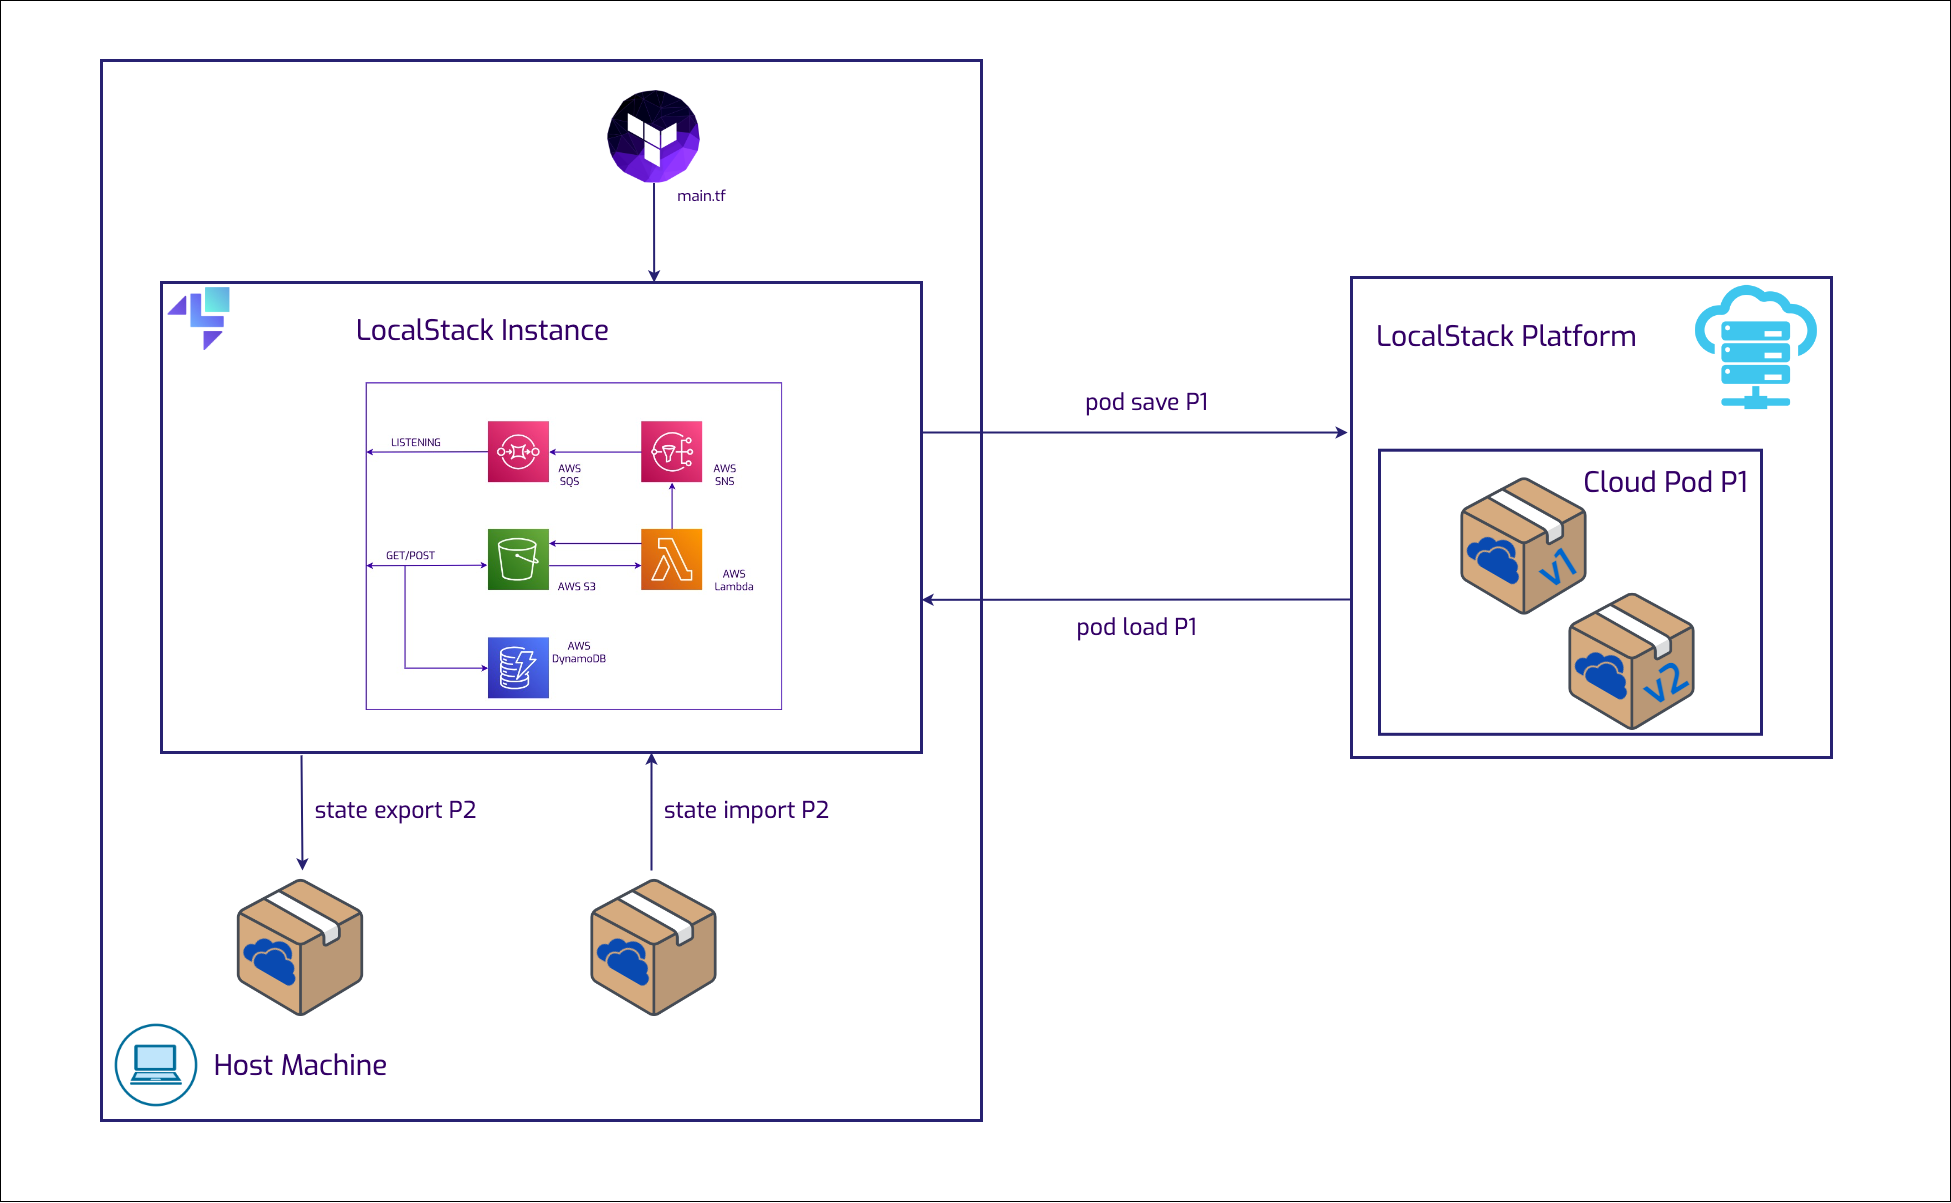 main.tf
LocalStack Instance
LISTENING
AWS
SQS
AWS
SNS
GET/POST
AWS S3
AWS
Lambda
AWS
DynamoDB
pod save P1
pod load P1
LocalStack Platform
Cloud Pod P1
v1
v2
state export P2
state import P2
Host Machine